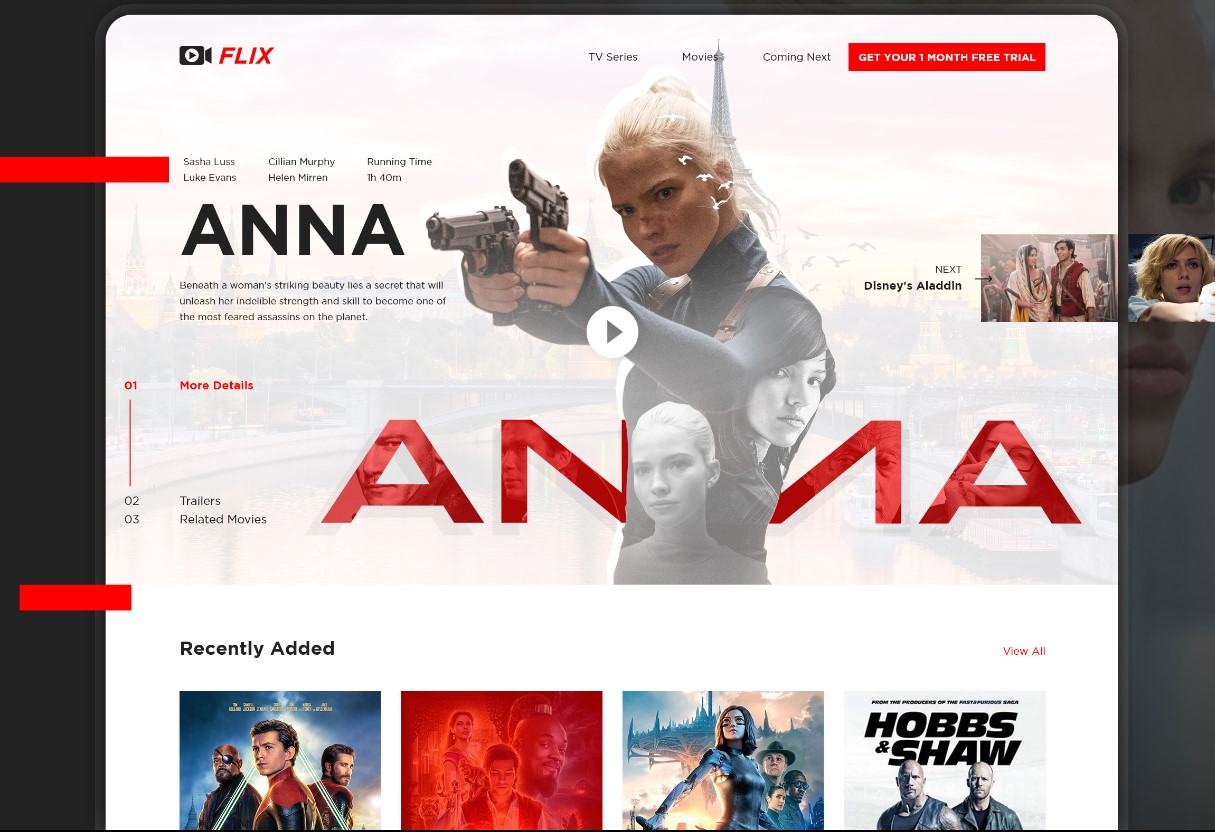 FLIX
TV Series
Movies
Coming Next
GET YOUR 1 MONTH FREE TRIAL
Sasha Luss
Luke Evans
Cillian Murphy
Helen Mirren
Running Time
1h 40m
ANNA
Beneath a woman's striking beauty lies a secret that will
unleash her indelible strength and skill to become one of
the most feared assassins on the planet.
NEXT
Disney's Aladdin
01 More Details
02 Trailers
03 Related Movies
ANNA
Recently Added
View All
FROM THE PRODUCERS OF THE FAST&FURIOUS SAGA
HOBBS
&SHAW